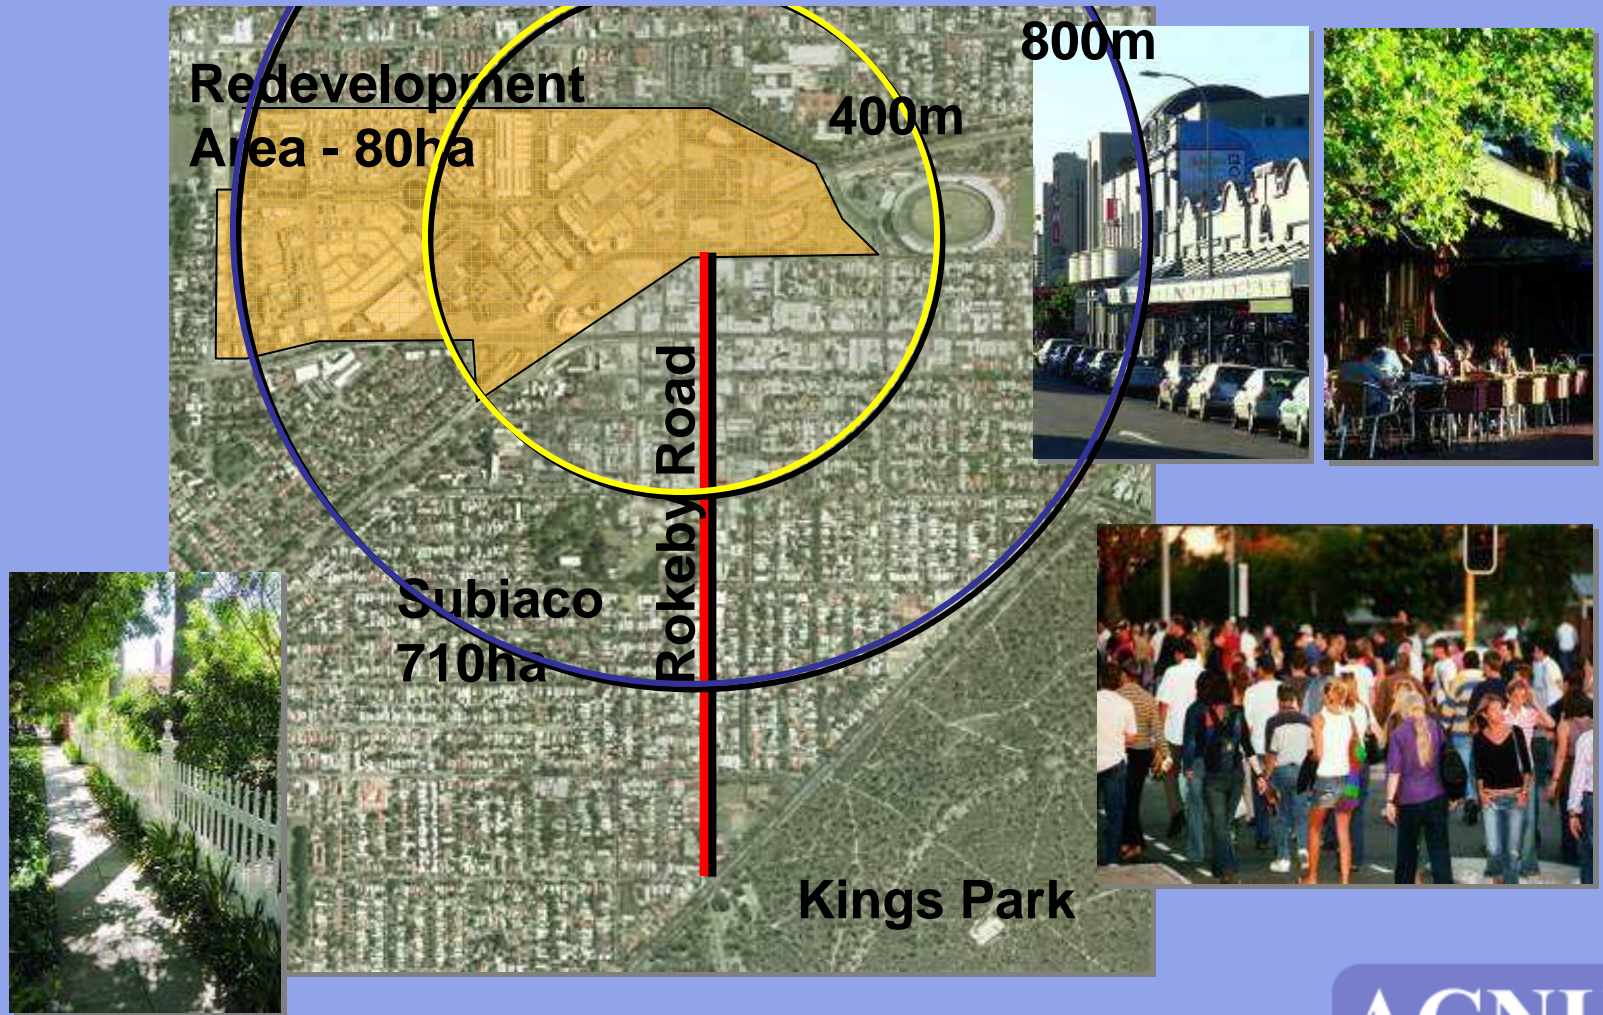 800m
Redevelopment
Area - 80ha
400m
Rokeby Road
Subiaco
710ha
Kings Park